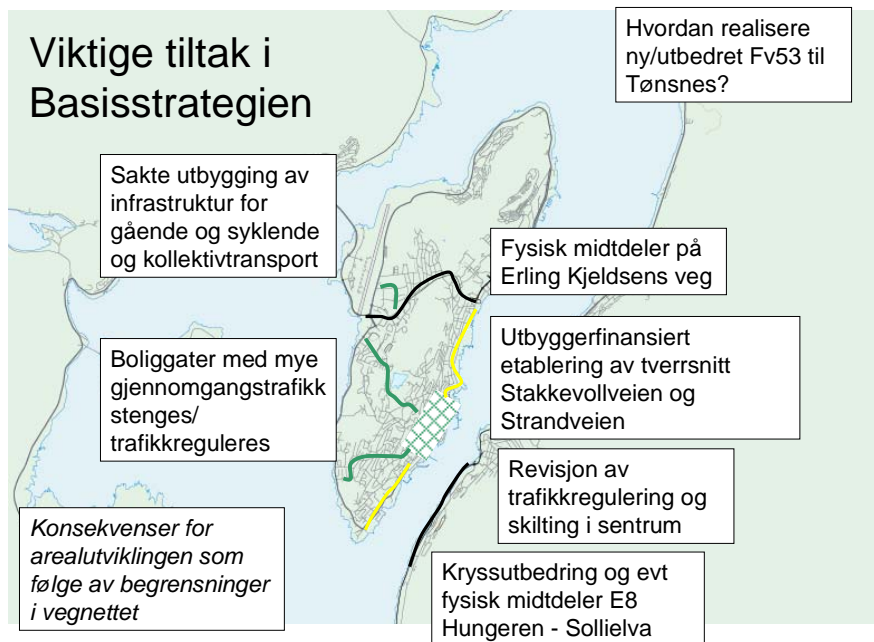 Viktige tiltak i
Basisstrategien
Hvordan realisere
ny/utbedret Fv53 til
Tønsnes?
Sakte utbygging av
infrastruktur for
gående og syklende
og kollektivtransport
Fysisk midtdeler på
Erling Kjeldsens veg
Boliggater med mye
gjennomgangstrafikk
stenges/
trafikkreguleres
Utbyggerfinansiert
etablering av tverrsnitt
Stakkevollveien og
Strandveien
Revisjon av
trafikkregulering og
skilting i sentrum
Konsekvenser for
arealutviklingen som
følge av begrensninger
i vegnettet
Kryssutbedring og evt
fysisk midtdeler E8
Hungeren - Sollielva